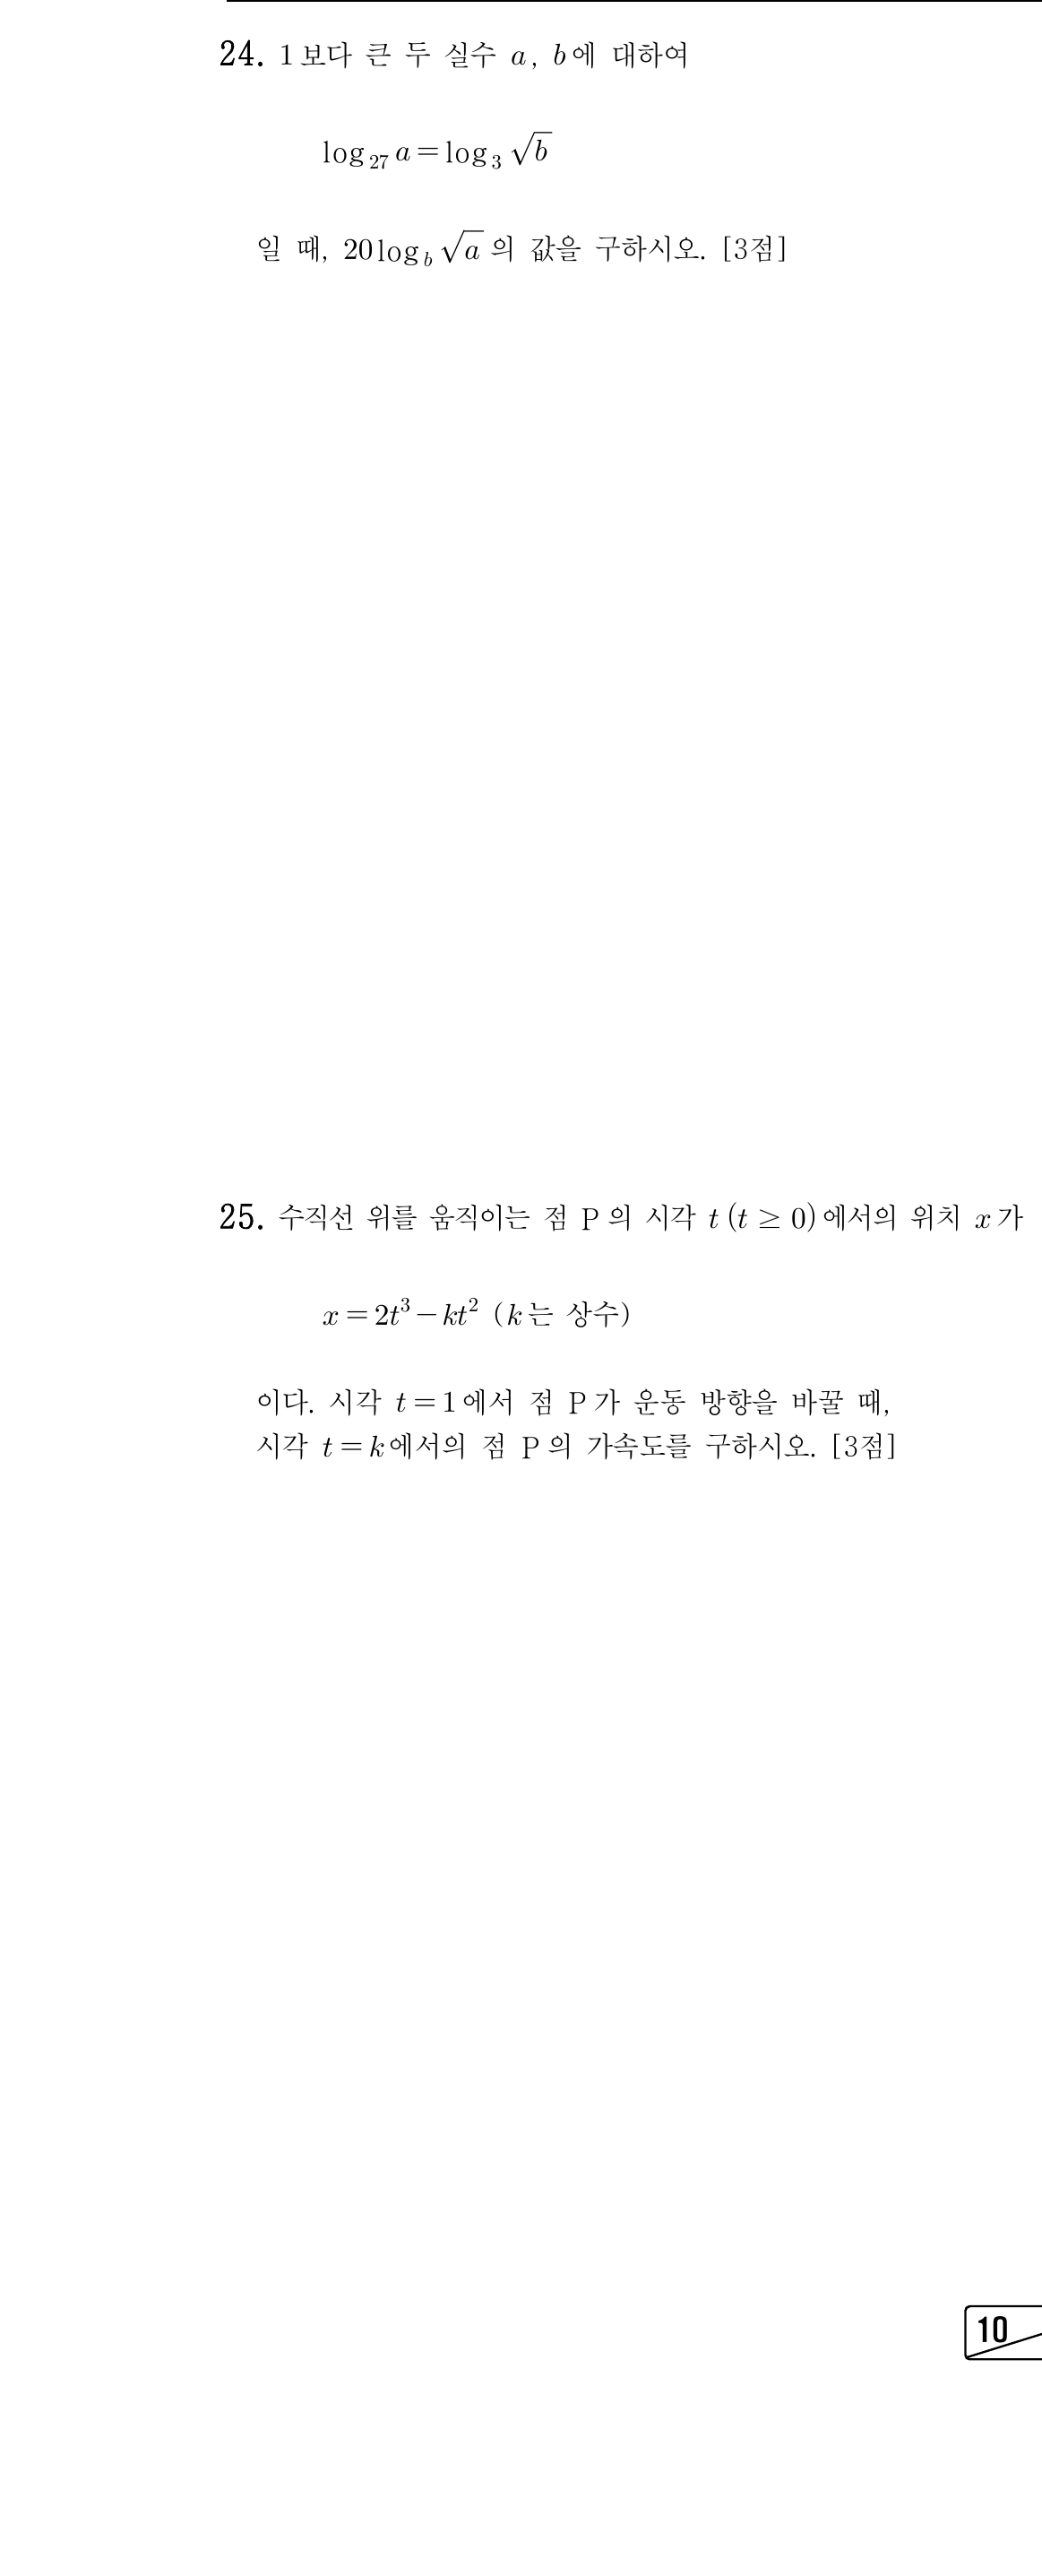 24. 1보다 큰 두 실수 a, b에 대하여
log₂₇ a = log₃ √b
일 때, 20 log_b √a 의 값을 구하시오. [3점]
25. 수직선 위를 움직이는 점 P의 시각 t (t ≥ 0)에서의 위치 x가
x = 2t³ − kt² (k는 상수)
이다. 시각 t = 1에서 점 P가 운동 방향을 바꿀 때,
시각 t = k에서의 점 P의 가속도를 구하시오. [3점]
10